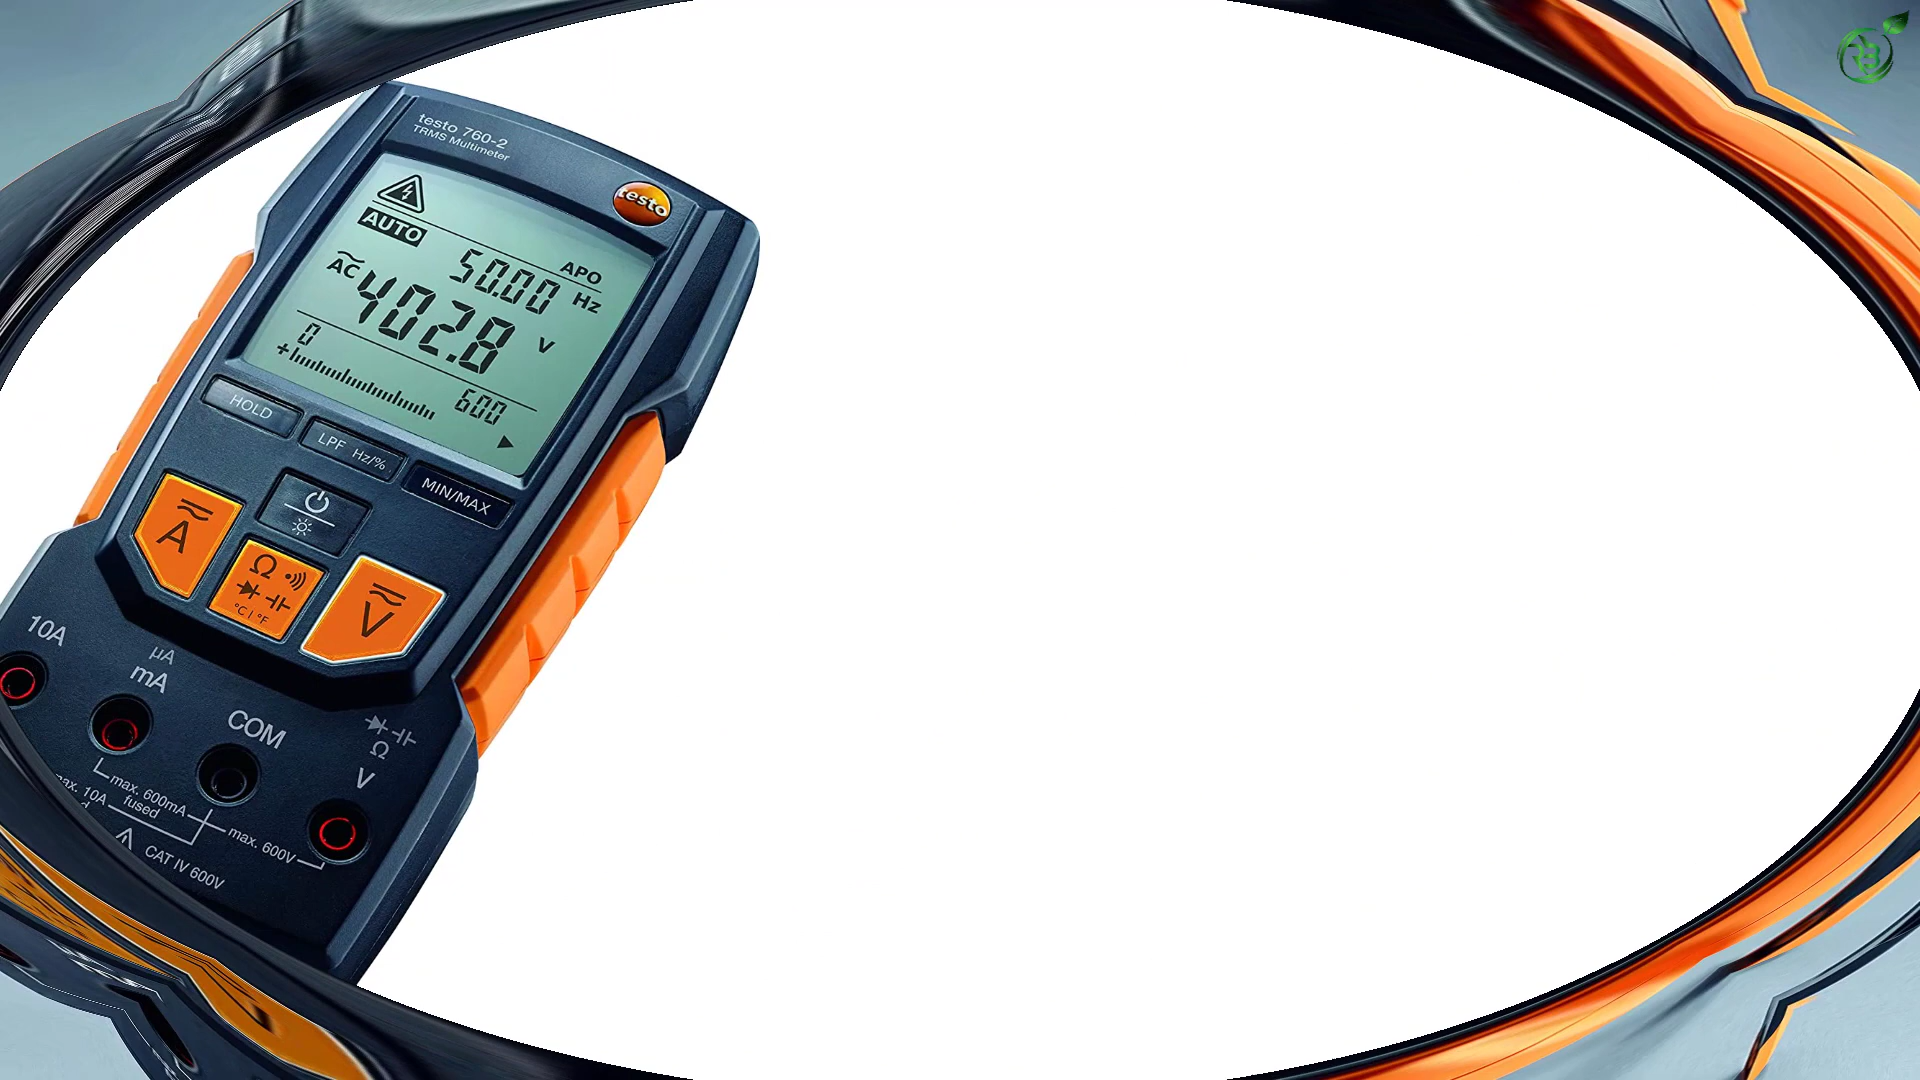 testo 760-2
TRMS Multimeter
testo
AUTO
APO
50.00 Hz
AC 402.8 V
0
600
HOLD
LPF Hz/%
MIN/MAX
A
Ω
°C | °F
V
10A
µA
mA
COM
Ω
V
max. 600mA
fused
max. 10A
max. 600V
CAT IV 600V